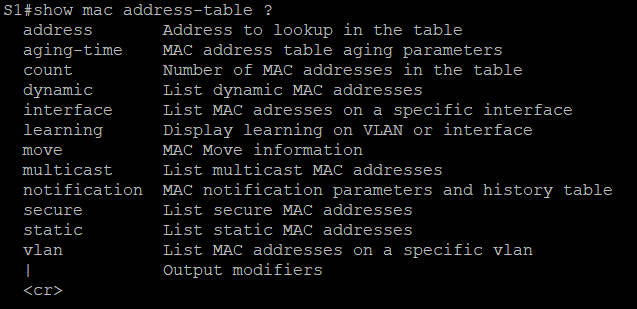 S1#show mac address-table ?
address Address to lookup in the table
aging-time MAC address table aging parameters
count Number of MAC addresses in the table
dynamic List dynamic MAC addresses
interface List MAC adresses on a specific interface
learning Display learning on VLAN or interface
move MAC Move information
multicast List multicast MAC addresses
notification MAC notification parameters and history table
secure List secure MAC addresses
static List static MAC addresses
vlan List MAC addresses on a specific vlan
| Output modifiers
<cr>